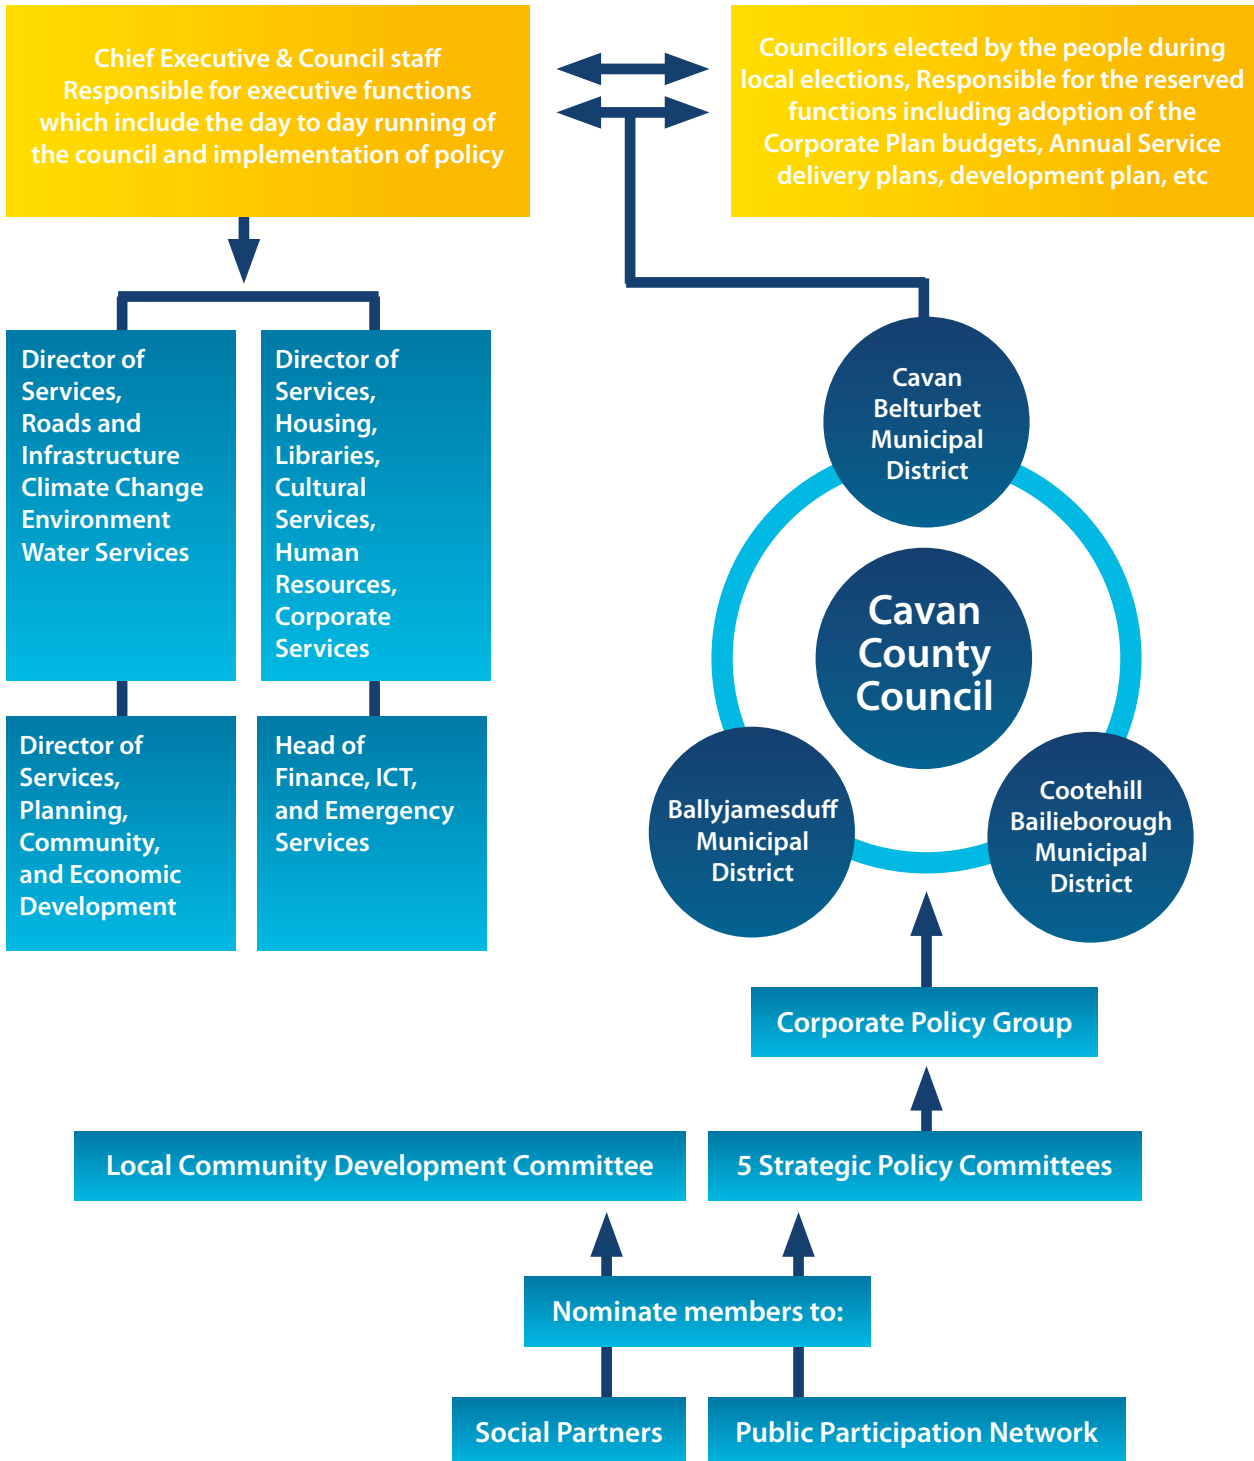 Chief Executive & Council staff
Responsible for executive functions
which include the day to day running of
the council and implementation of policy
Councillors elected by the people during
local elections, Responsible for the reserved
functions including adoption of the
Corporate Plan budgets, Annual Service
delivery plans, development plan, etc
Director of
Services,
Roads and
Infrastructure
Climate Change
Environment
Water Services
Director of
Services,
Housing,
Libraries,
Cultural
Services,
Human
Resources,
Corporate
Services
Director of
Services,
Planning,
Community,
and Economic
Development
Head of
Finance, ICT,
and Emergency
Services
Cavan
Belturbet
Municipal
District
Cavan
County
Council
Ballyjamesduff
Municipal
District
Cootehill
Bailieborough
Municipal
District
Corporate Policy Group
Local Community Development Committee
5 Strategic Policy Committees
Nominate members to:
Social Partners
Public Participation Network